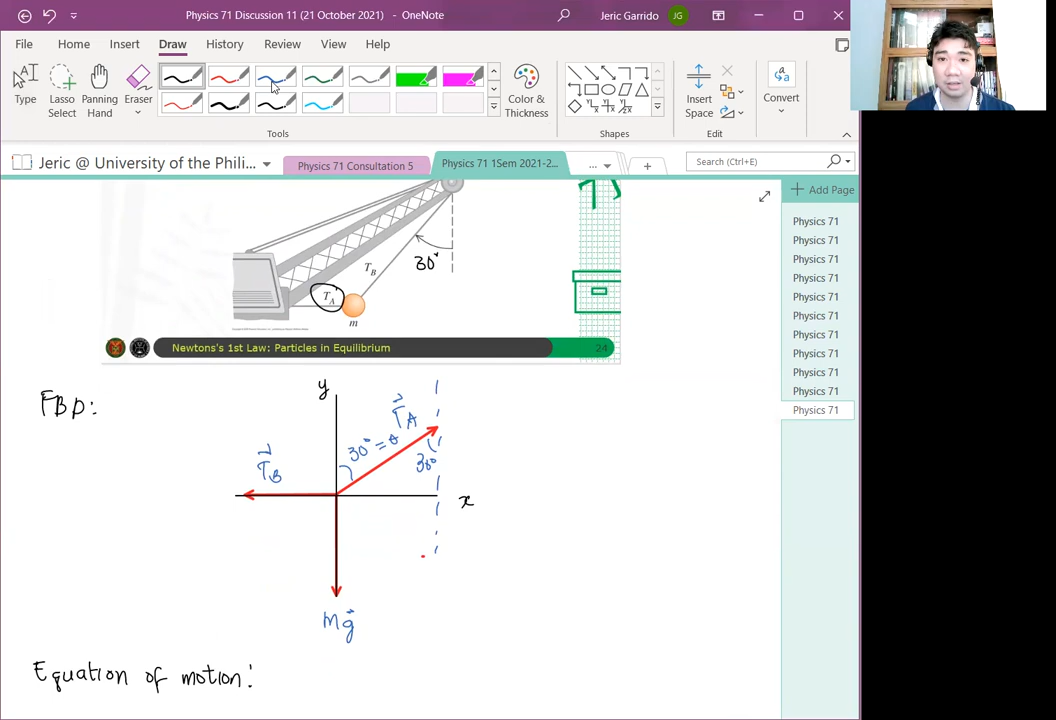 Physics 71 Discussion 11 (21 October 2021) - OneNote
Jeric Garrido
JG
File
Home
Insert
Draw
History
Review
View
Help
Type
Lasso
Select
Panning
Hand
Eraser
Color &
Thickness
Insert
Space
Convert
Tools
Shapes
Edit
Jeric @ University of the Phili...
Physics 71 Consultation 5
Physics 71 1Sem 2021-2...
...
Search (Ctrl+E)
Add Page
Physics 71
Physics 71
Physics 71
Physics 71
Physics 71
Physics 71
Physics 71
Physics 71
Physics 71
Physics 71
Physics 71
30°
T_B
T_A
m
Newtons's 1st Law: Particles in Equilibrium
24
FBD:
y
T_A
30° = θ
30°
T_B
x
mg
Equation of motion: